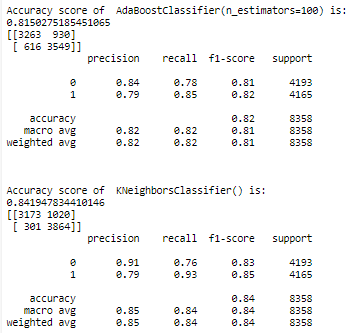 Accuracy score of  AdaBoostClassifier(n_estimators=100) is:
0.8150275185451065
[[3263  930]
 [ 616 3549]]
              precision    recall  f1-score   support

           0       0.84      0.78      0.81      4193
           1       0.79      0.85      0.82      4165

    accuracy                           0.82      8358
   macro avg       0.82      0.82      0.81      8358
weighted avg       0.82      0.82      0.81      8358

Accuracy score of  KNeighborsClassifier() is:
0.841947834410146
[[3173 1020]
 [ 301 3864]]
              precision    recall  f1-score   support

           0       0.91      0.76      0.83      4193
           1       0.79      0.93      0.85      4165

    accuracy                           0.84      8358
   macro avg       0.85      0.84      0.84      8358
weighted avg       0.85      0.84      0.84      8358